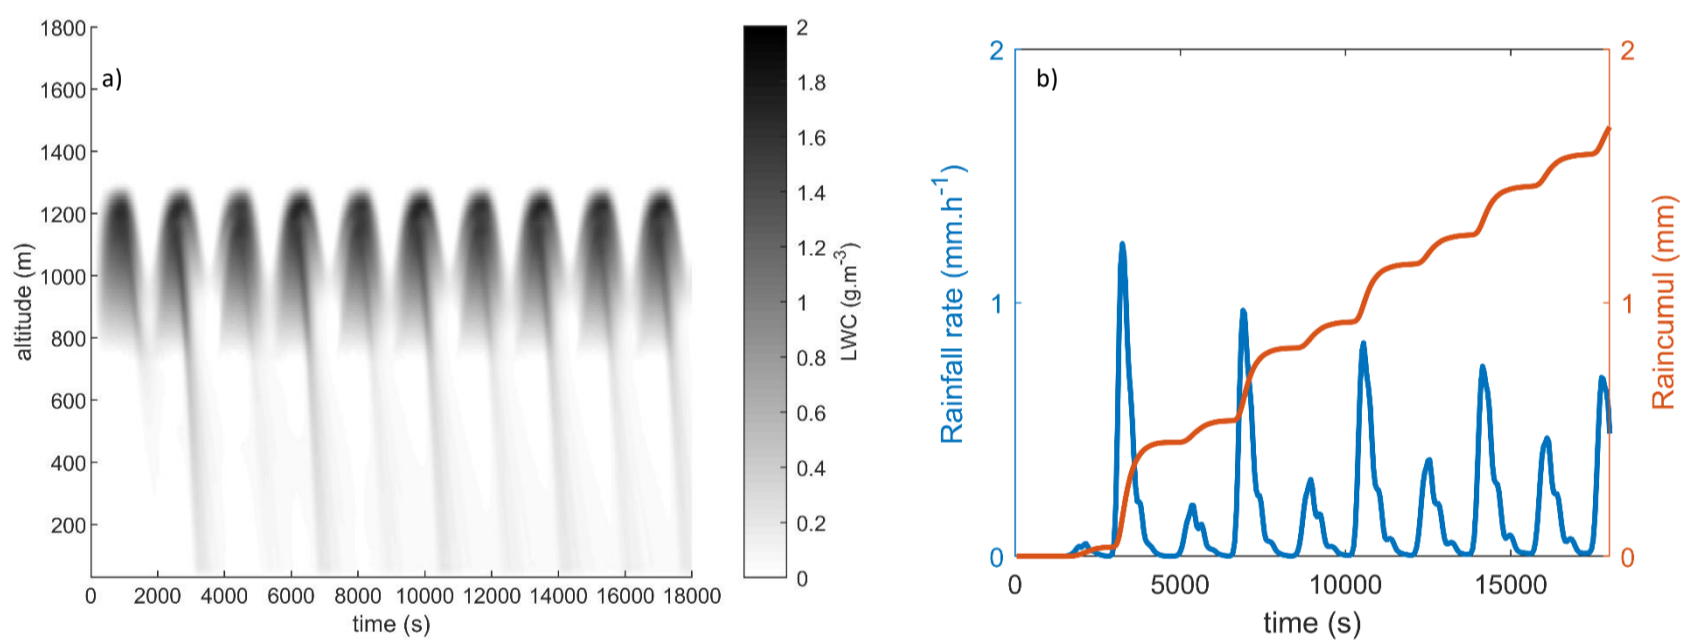 a)
1800
1600
1400
1200
1000
800
600
400
200
altitude (m)
0 2000 4000 6000 8000 10000 12000 14000 16000 18000
time (s)
2
1.8
1.6
1.4
1.2
1
0.8
0.6
0.4
0.2
0
LWC (g.m-3)
b)
2
1
0
Rainfall rate (mm.h-1)
0 5000 10000 15000
time (s)
2
1
0
Raincumul (mm)